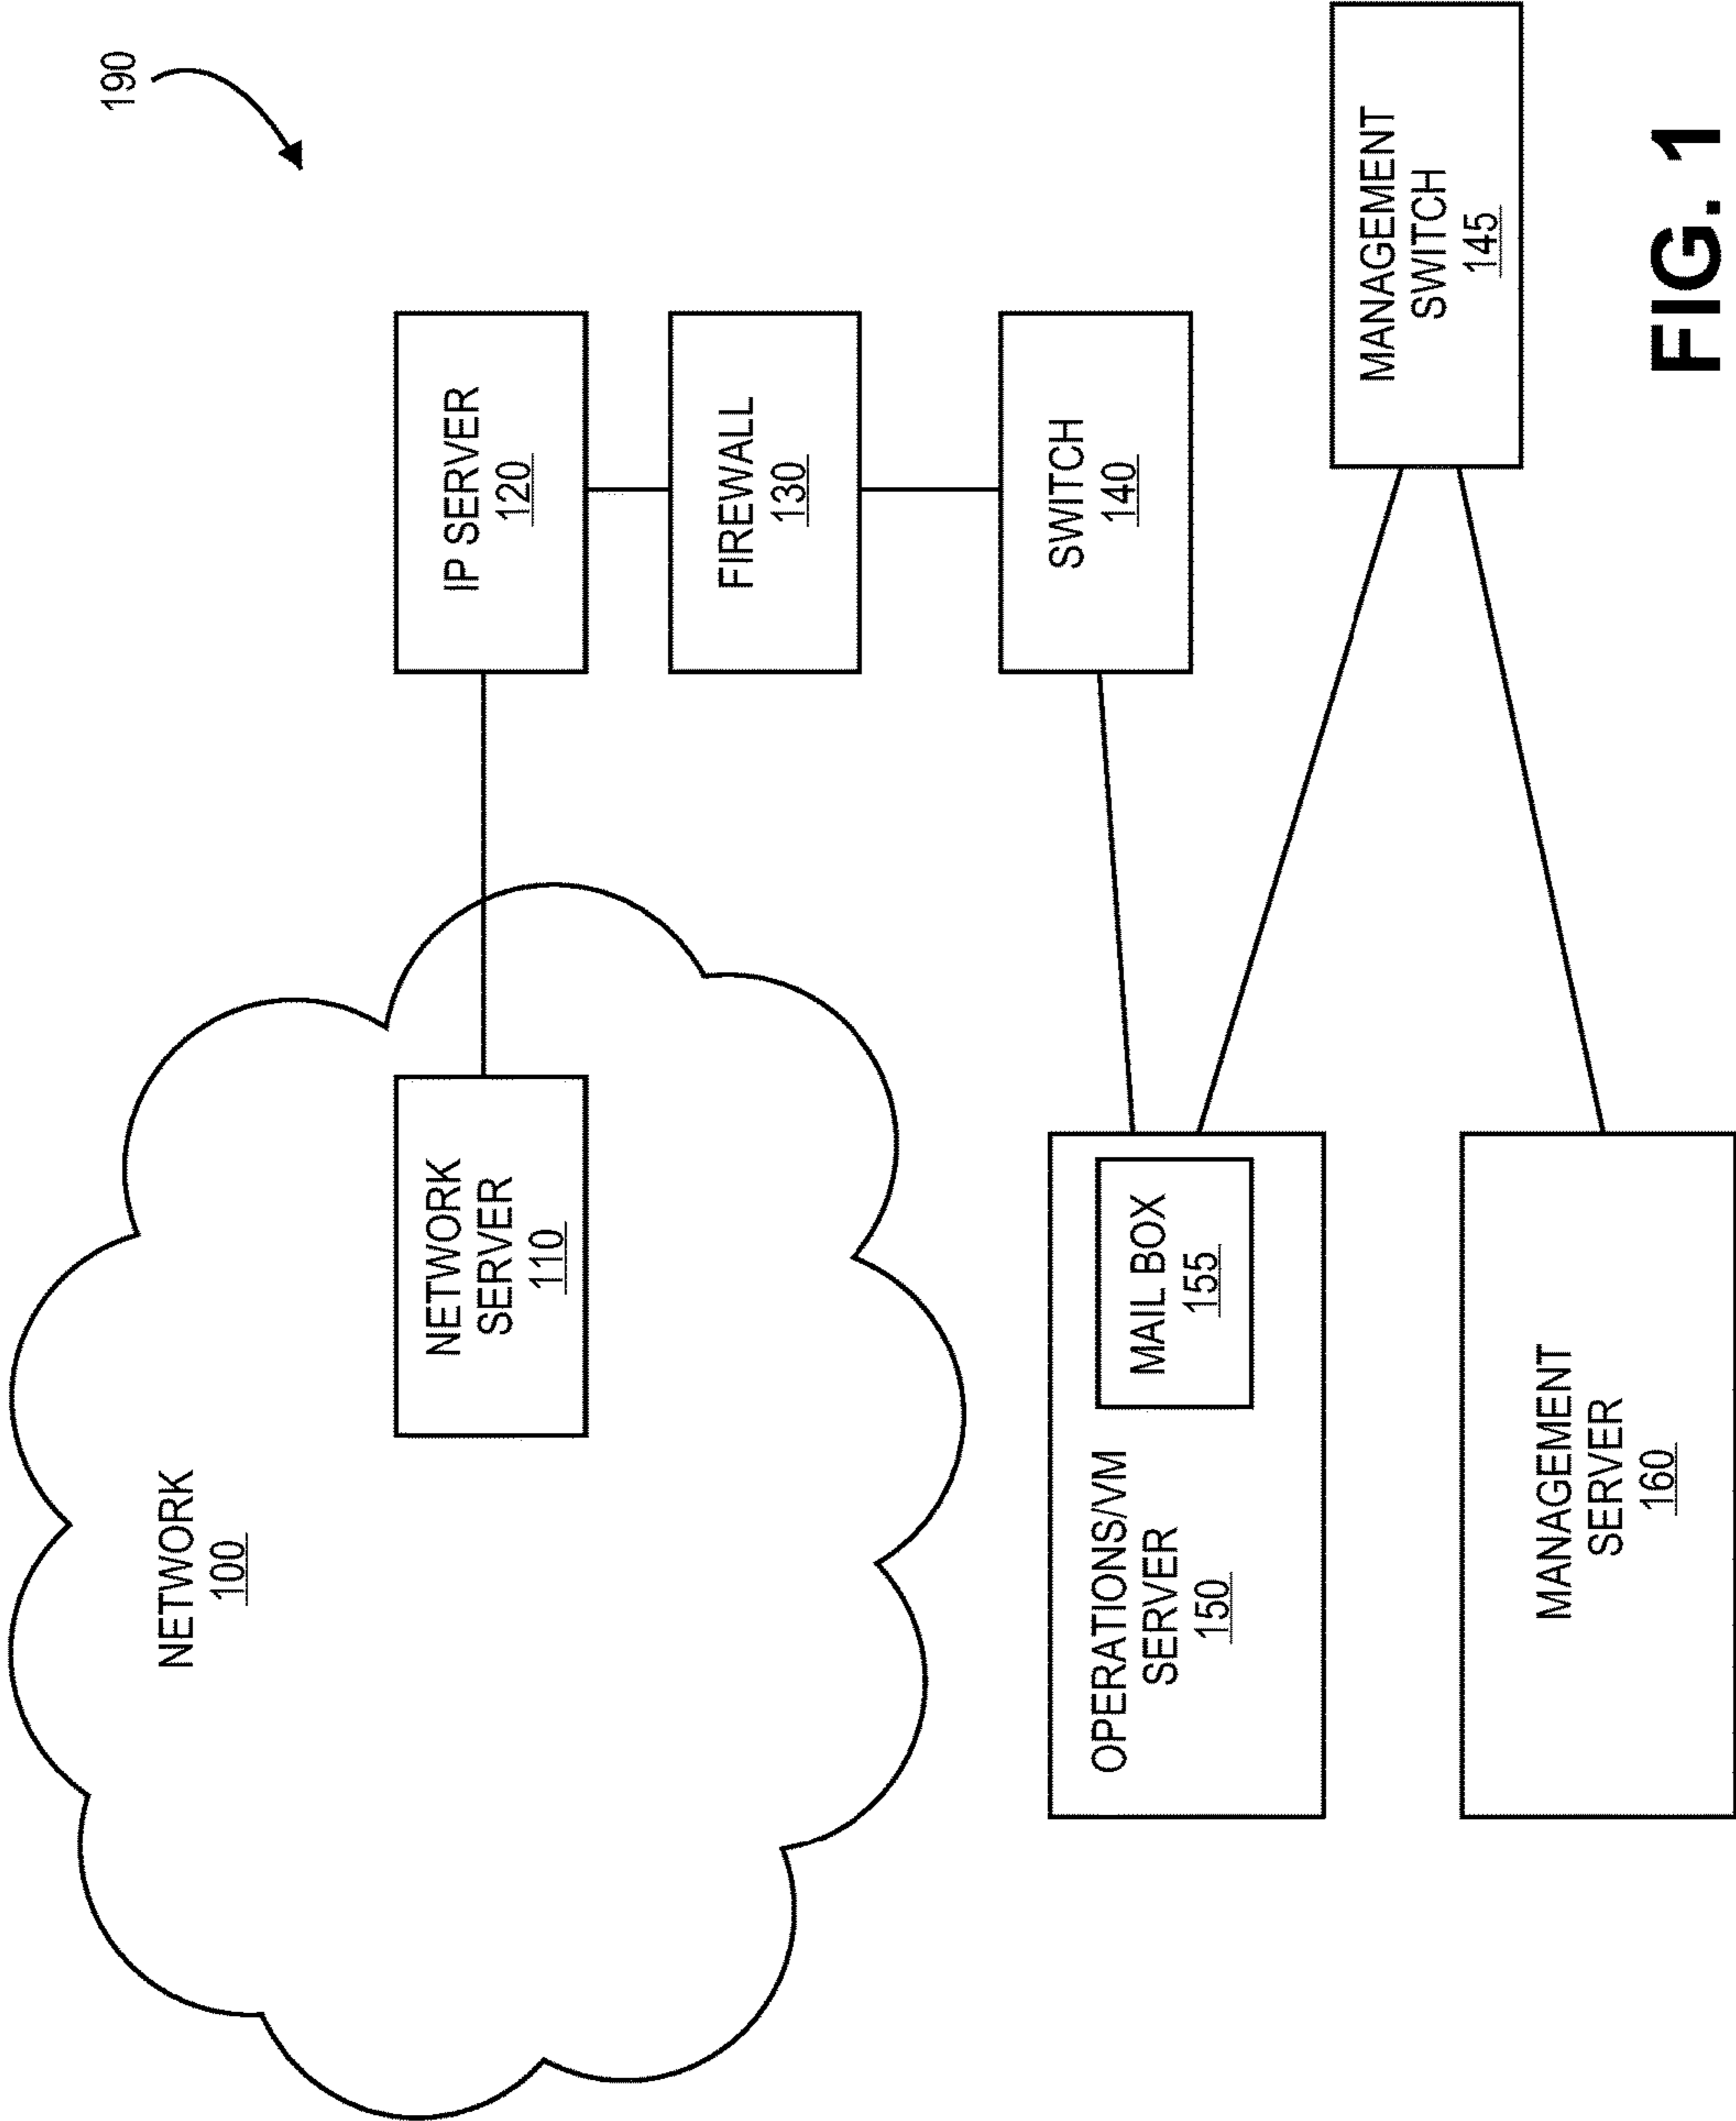 190
NETWORK
100
NETWORK
SERVER
110
IP SERVER
120
FIREWALL
130
SWITCH
140
OPERATIONS/VM
SERVER
150
MAIL BOX
155
MANAGEMENT
SWITCH
145
MANAGEMENT
SERVER
160
FIG. 1